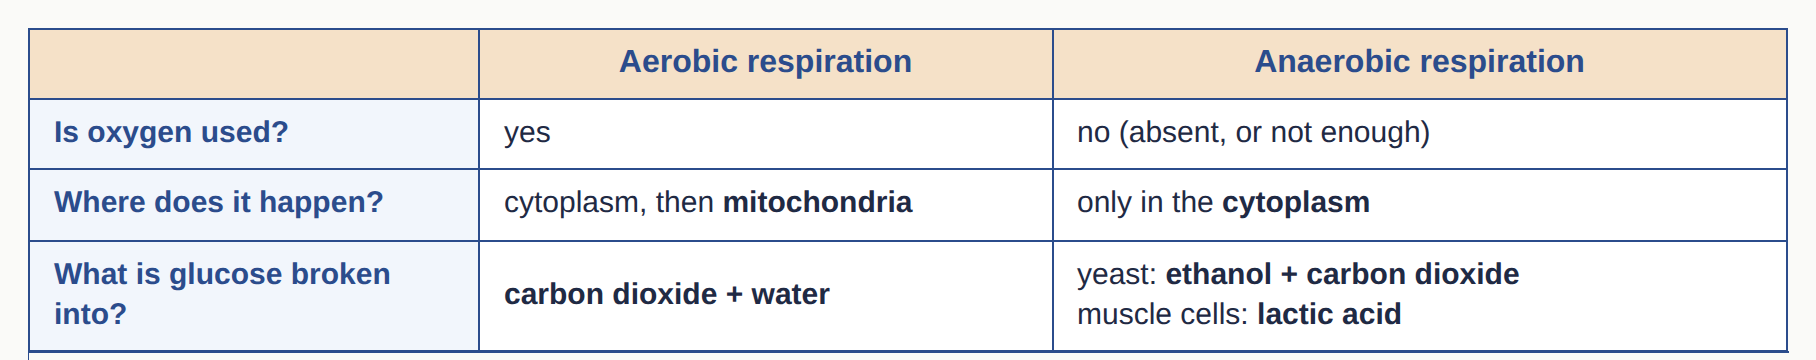 Aerobic respiration
Anaerobic respiration
Is oxygen used?
yes
no (absent, or not enough)
Where does it happen?
cytoplasm, then mitochondria
only in the cytoplasm
What is glucose broken
into?
carbon dioxide + water
yeast: ethanol + carbon dioxide
muscle cells: lactic acid